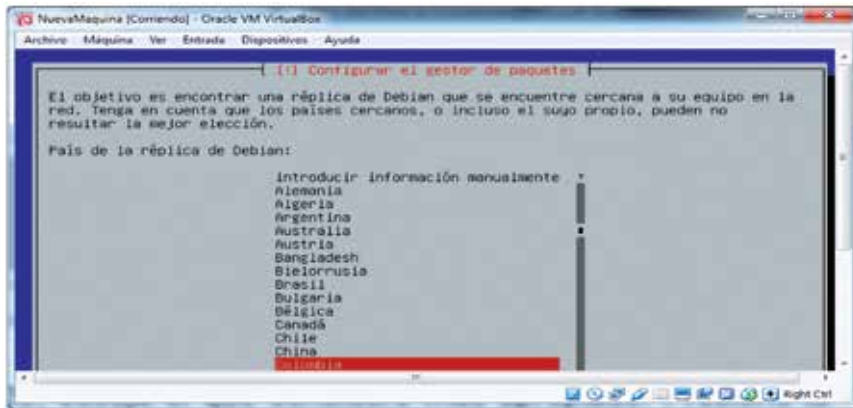 NuevaMaquina [Corriendo] - Oracle VM VirtualBox
Archivo Máquina Ver Entrada Dispositivos Ayuda
[!] Configurar el gestor de paquetes
El objetivo es encontrar una réplica de Debian que se encuentre cercana a su equipo en la
red. Tenga en cuenta que los países cercanos, o incluso el suyo propio, pueden no
resultar la mejor elección.
País de la réplica de Debian:
introducir información manualmente
Alemania
Algeria
Argentina
Australia
Austria
Bangladesh
Bielorrusia
Brasil
Bulgaria
Bélgica
Canadá
Chile
China
Colombia
Right Ctrl